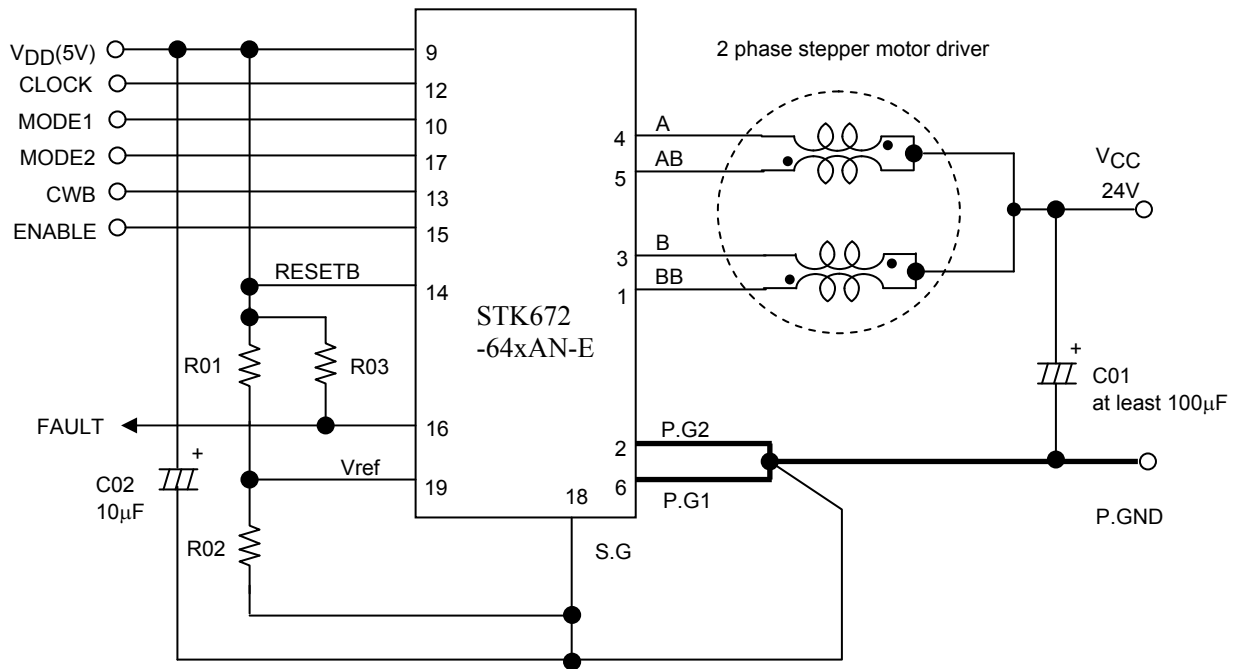 VDD(5V)
9
CLOCK
12
MODE1
10
MODE2
17
CWB
13
ENABLE
15
RESETB
14
R01
R03
FAULT
16
Vref
19
C02
+
10μF
R02
STK672
-64xAN-E
2 phase stepper motor driver
4
A
5
AB
3
B
1
BB
VCC
24V
+
C01
at least 100μF
2
P.G2
6
P.G1
P.GND
18
S.G